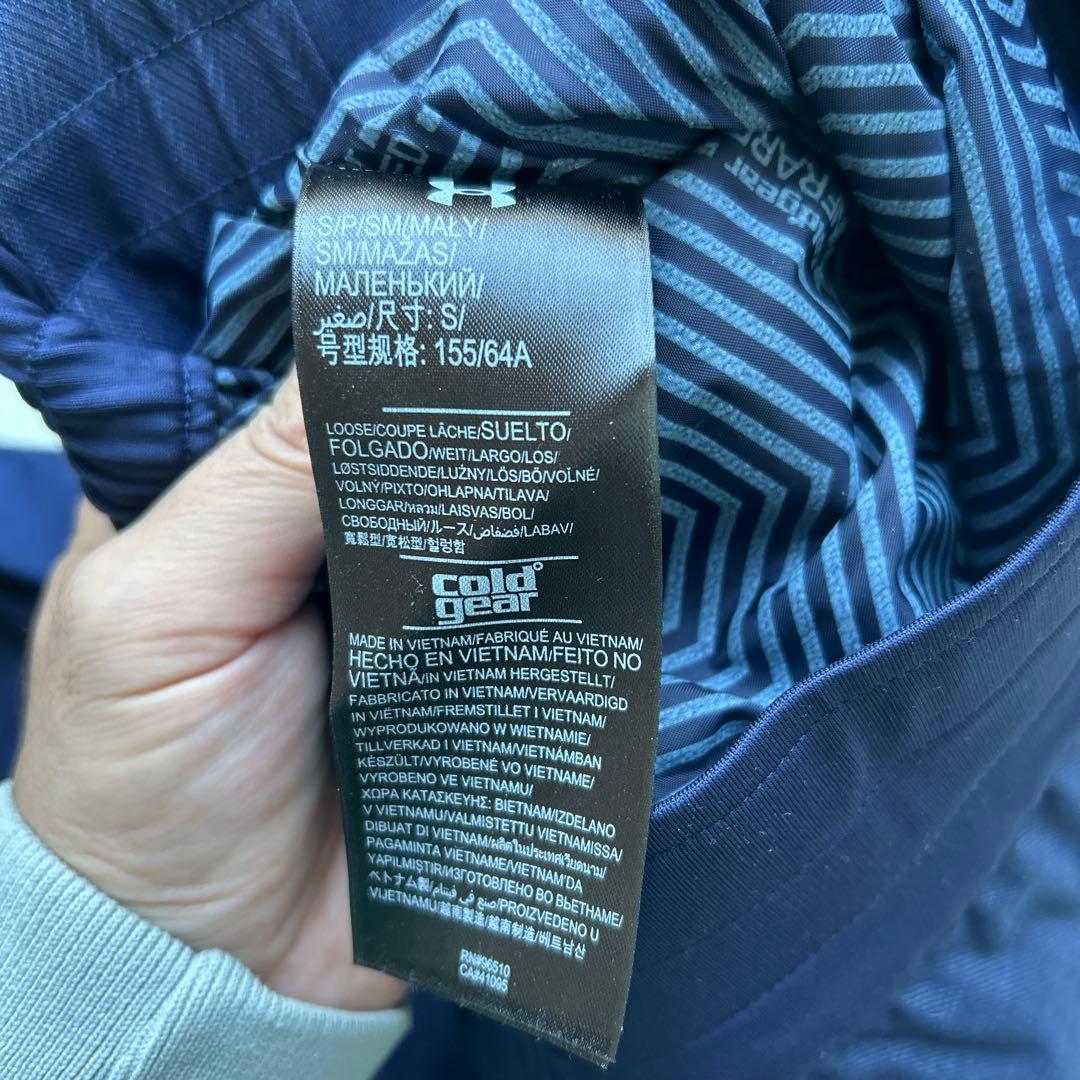 S/P/SM/MAŁY/
SM/MAŽAS/
МАЛЕНЬКИЙ/
صغير/尺寸: S/
号型规格: 155/64A
LOOSE/COUPE LÂCHE/SUELTO/
FOLGADO/WEIT/LARGO/LOS/
LØSTSIDDENDE/LUŹNY/LÖS/BŐ/VOĽNÉ/
VOLNÝ/ΡΙΧΤΟ/OHLAPNA/TILAVA/
LONGGAR/หลวม/LAISVAS/BOL/
СВОБОДНЫЙ/ルース/فضفاض/LABAV/
寬鬆型/宽松型/헐렁함
cold
gear
MADE IN VIETNAM/FABRIQUÉ AU VIETNAM/
HECHO EN VIETNAM/FEITO NO
VIETNÃ/IN VIETNAM HERGESTELLT/
FABBRICATO IN VIETNAM/VERVAARDIGD
IN VIËTNAM/FREMSTILLET I VIETNAM/
WYPRODUKOWANO W WIETNAMIE/
TILLVERKAD I VIETNAM/VIETNÁMBAN
KÉSZÜLT/VYROBENÉ VO VIETNAME/
VYROBENO VE VIETNAMU/
ΧΩΡΑ ΚΑΤΑΣΚΕΥΗΣ: ΒΙΕΤΝΑΜ/IZDELANO
V VIETNAMU/VALMISTETTU VIETNAMISSA/
DIBUAT DI VIETNAM/ผลิตในประเทศเวียดนาม/
PAGAMINTA VIETNAME/VIETNAM'DA
YAPILMIŞTIR/ИЗГОТОВЛЕНО ВО ВЬЕТНАМЕ/
ベトナム製/صنع في فيتنام/PROIZVEDENO U
VIJETNAMU/越南製造/越南制造/베트남산
RN#96510
CA#41095